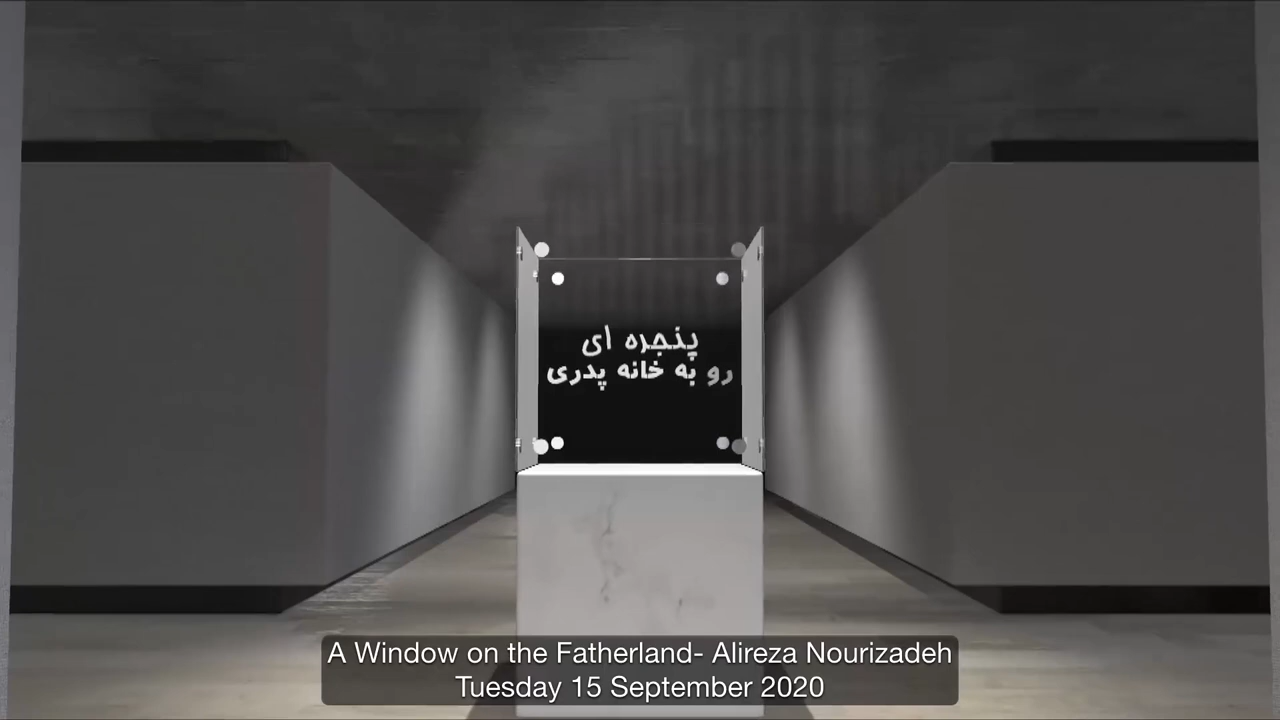 پنجره ای
رو به خانه پدری
A Window on the Fatherland- Alireza Nourizadeh
Tuesday 15 September 2020